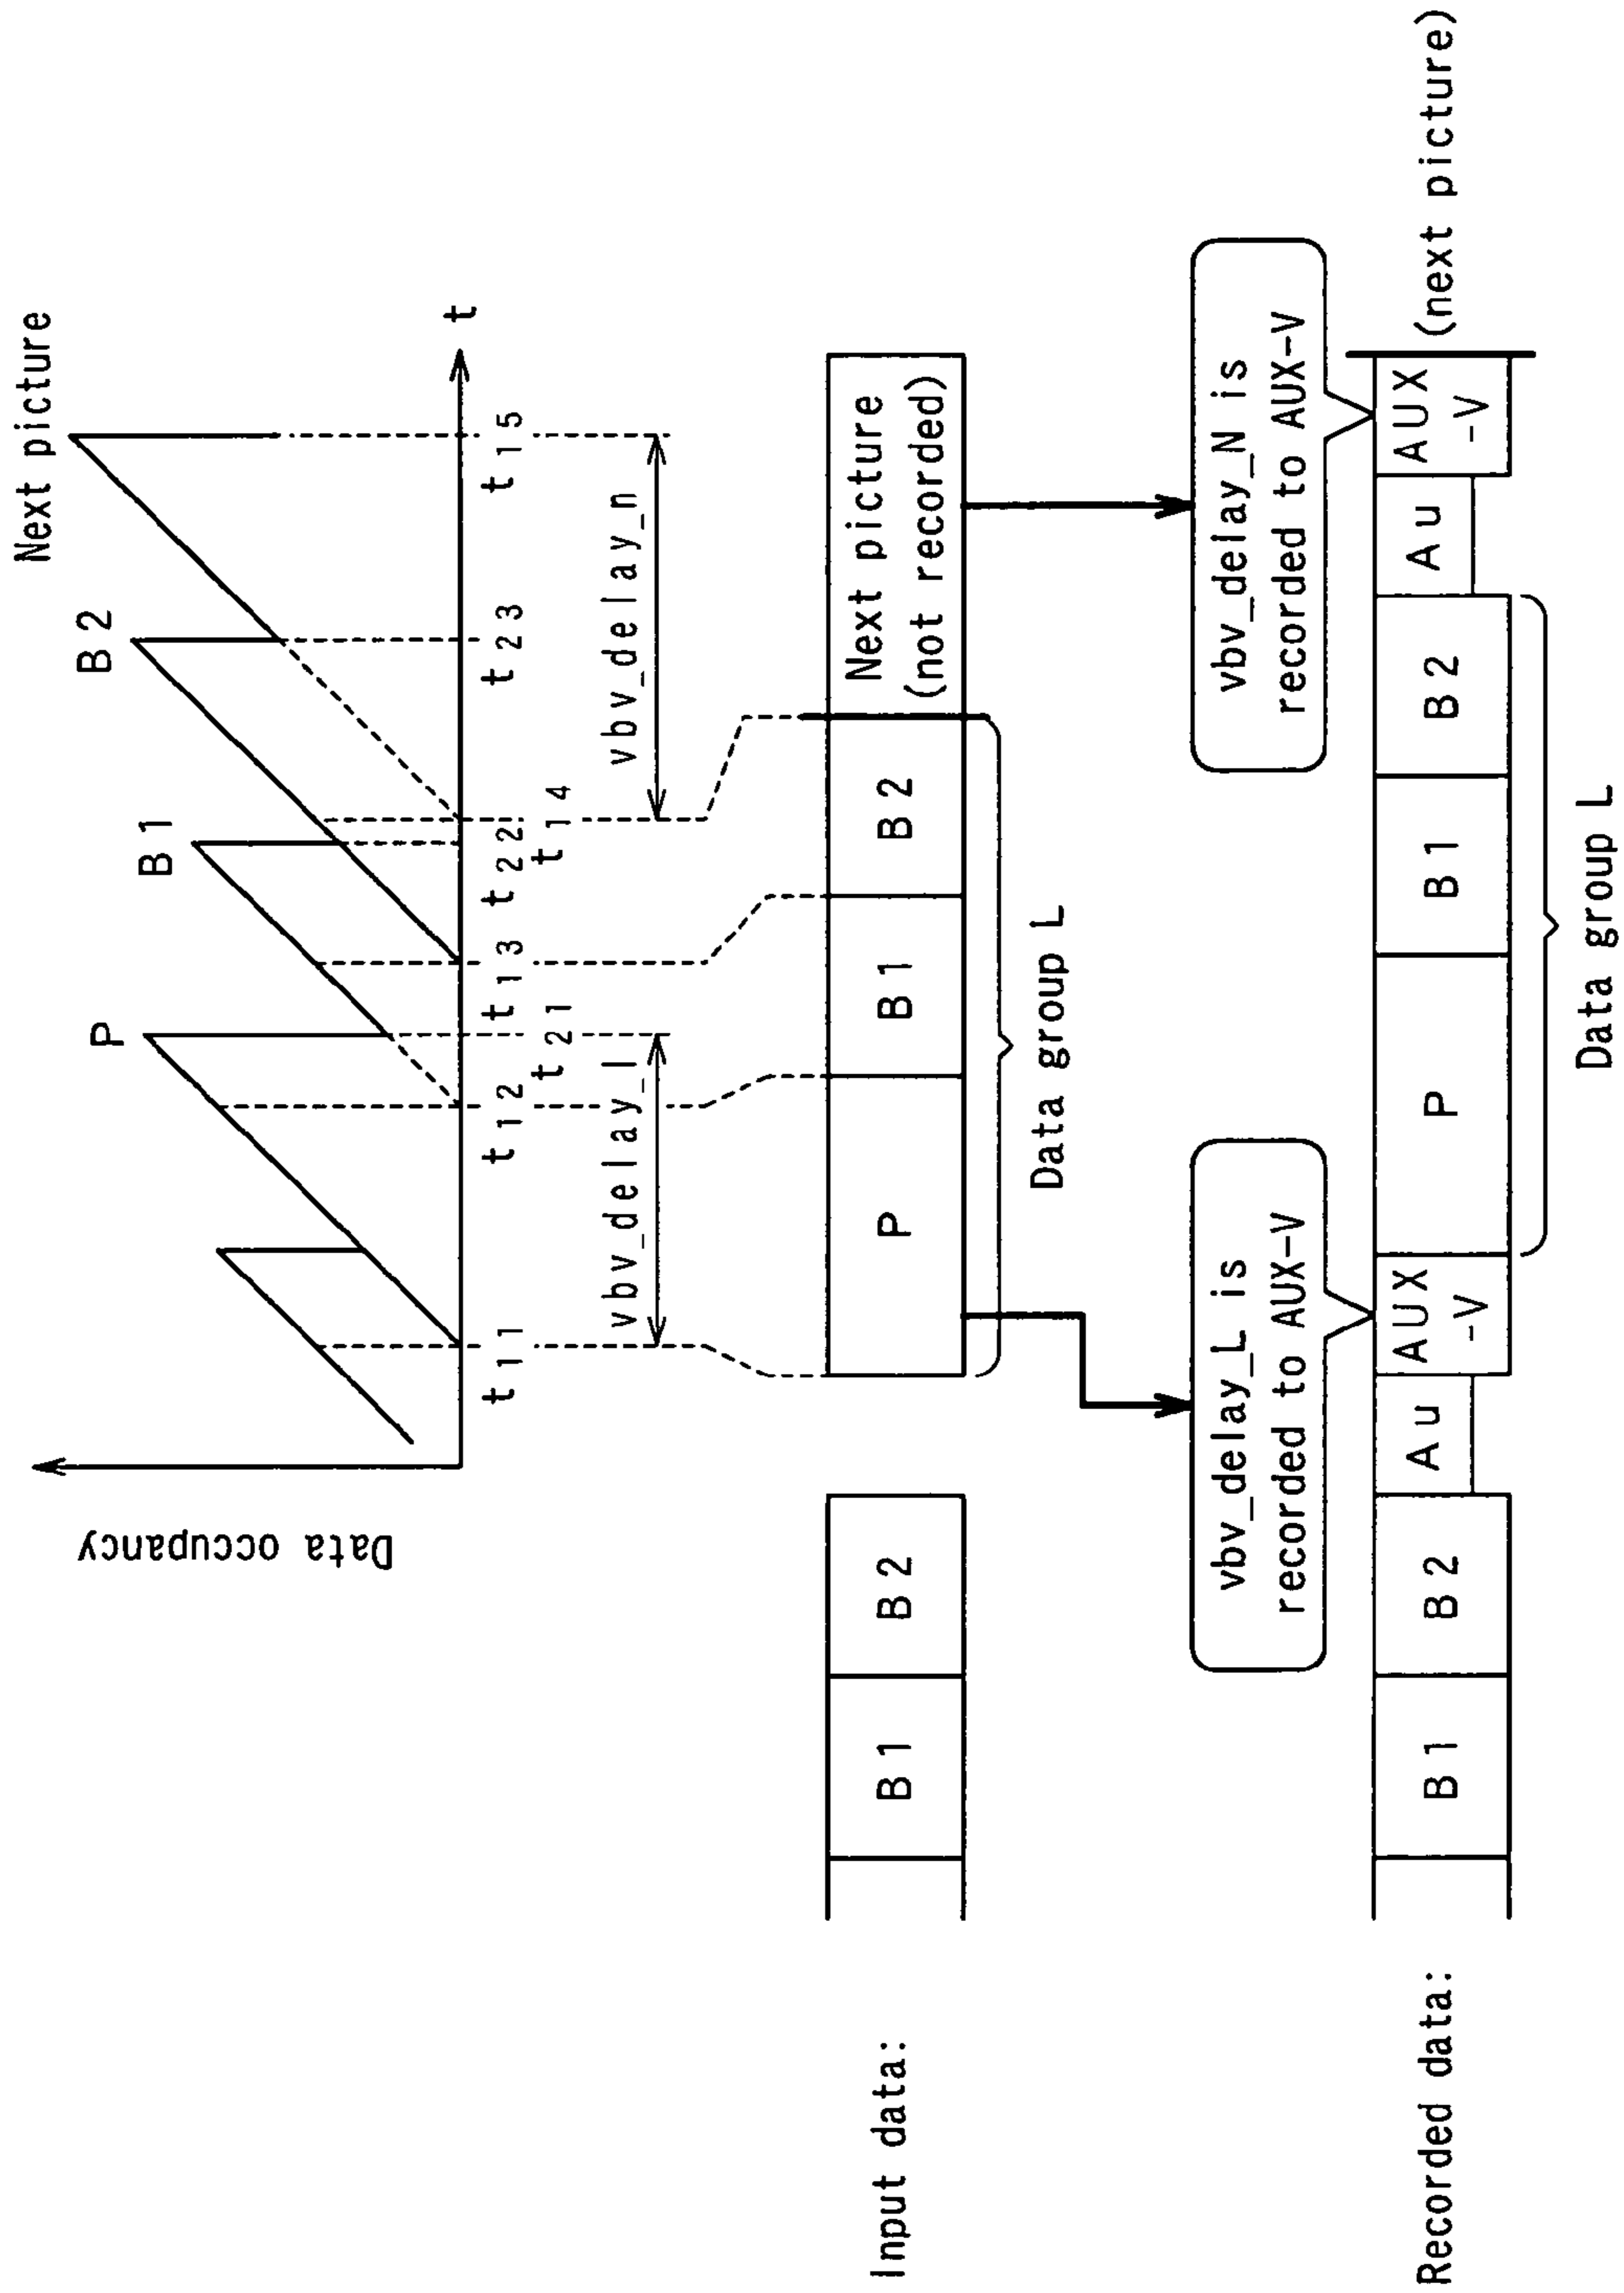 Next picture
B2
B1
P
Data occupancy
t
t11
t12
t21
t13
t22
t14
t23
t15
vbv_delay_l
vbv_delay_n
Input data:
B1
B2
P
B1
B2
Next picture
(not recorded)
Data group L
vbv_delay_L is
recorded to AUX-V
vbv_delay_N is
recorded to AUX-V
Recorded data:
B1
B2
Au
AUX
-V
P
B1
B2
Au
AUX
-V
(next picture)
Data group L